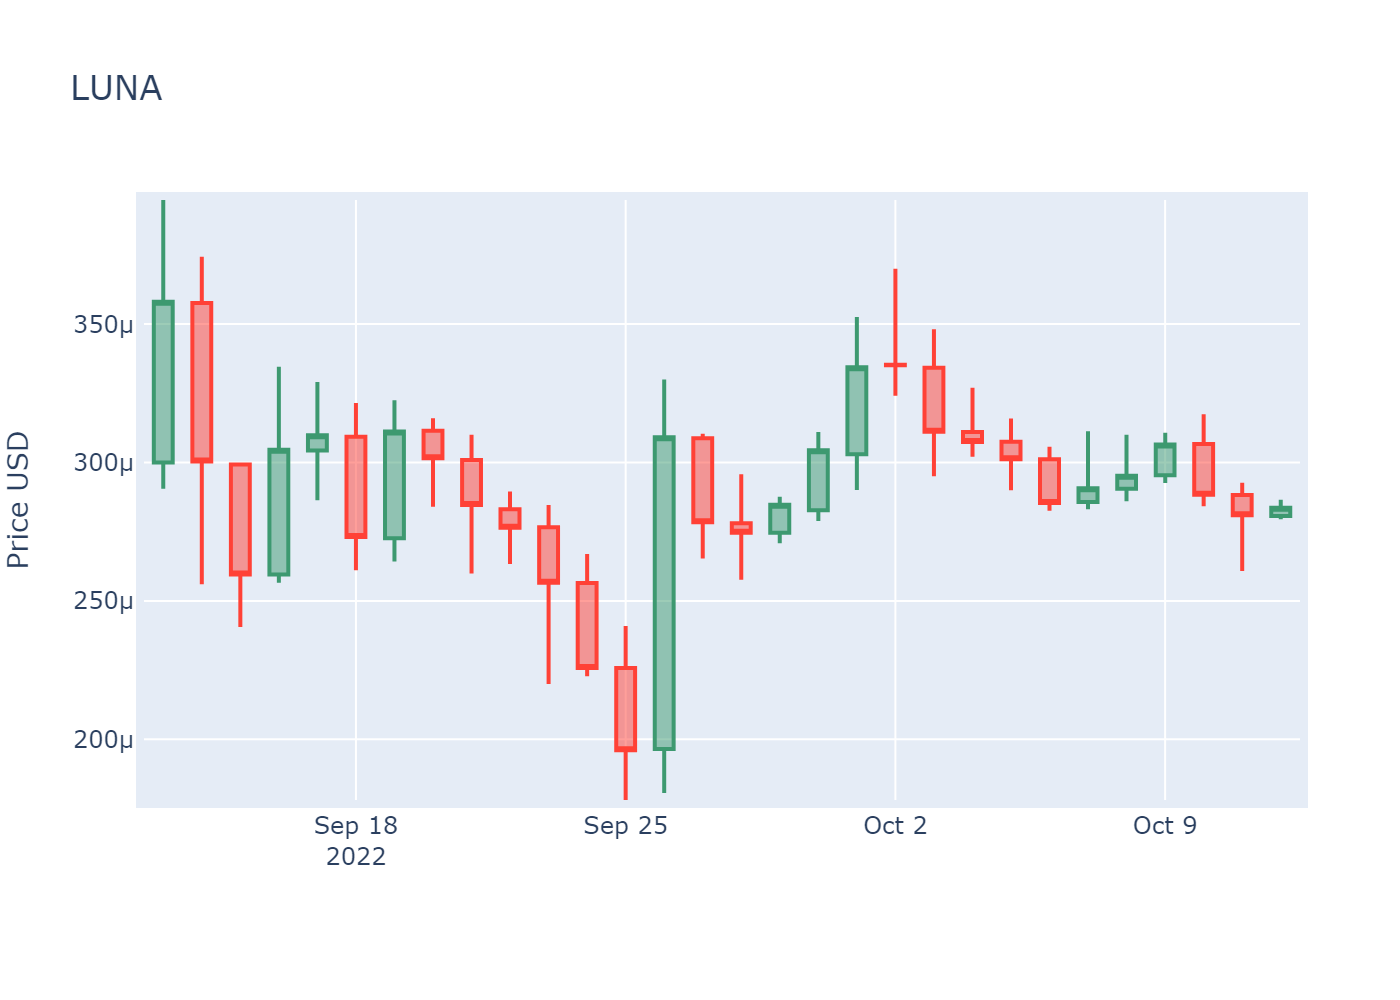 LUNA
Price USD
350μ
300μ
250μ
200μ
Sep 18
2022
Sep 25
Oct 2
Oct 9